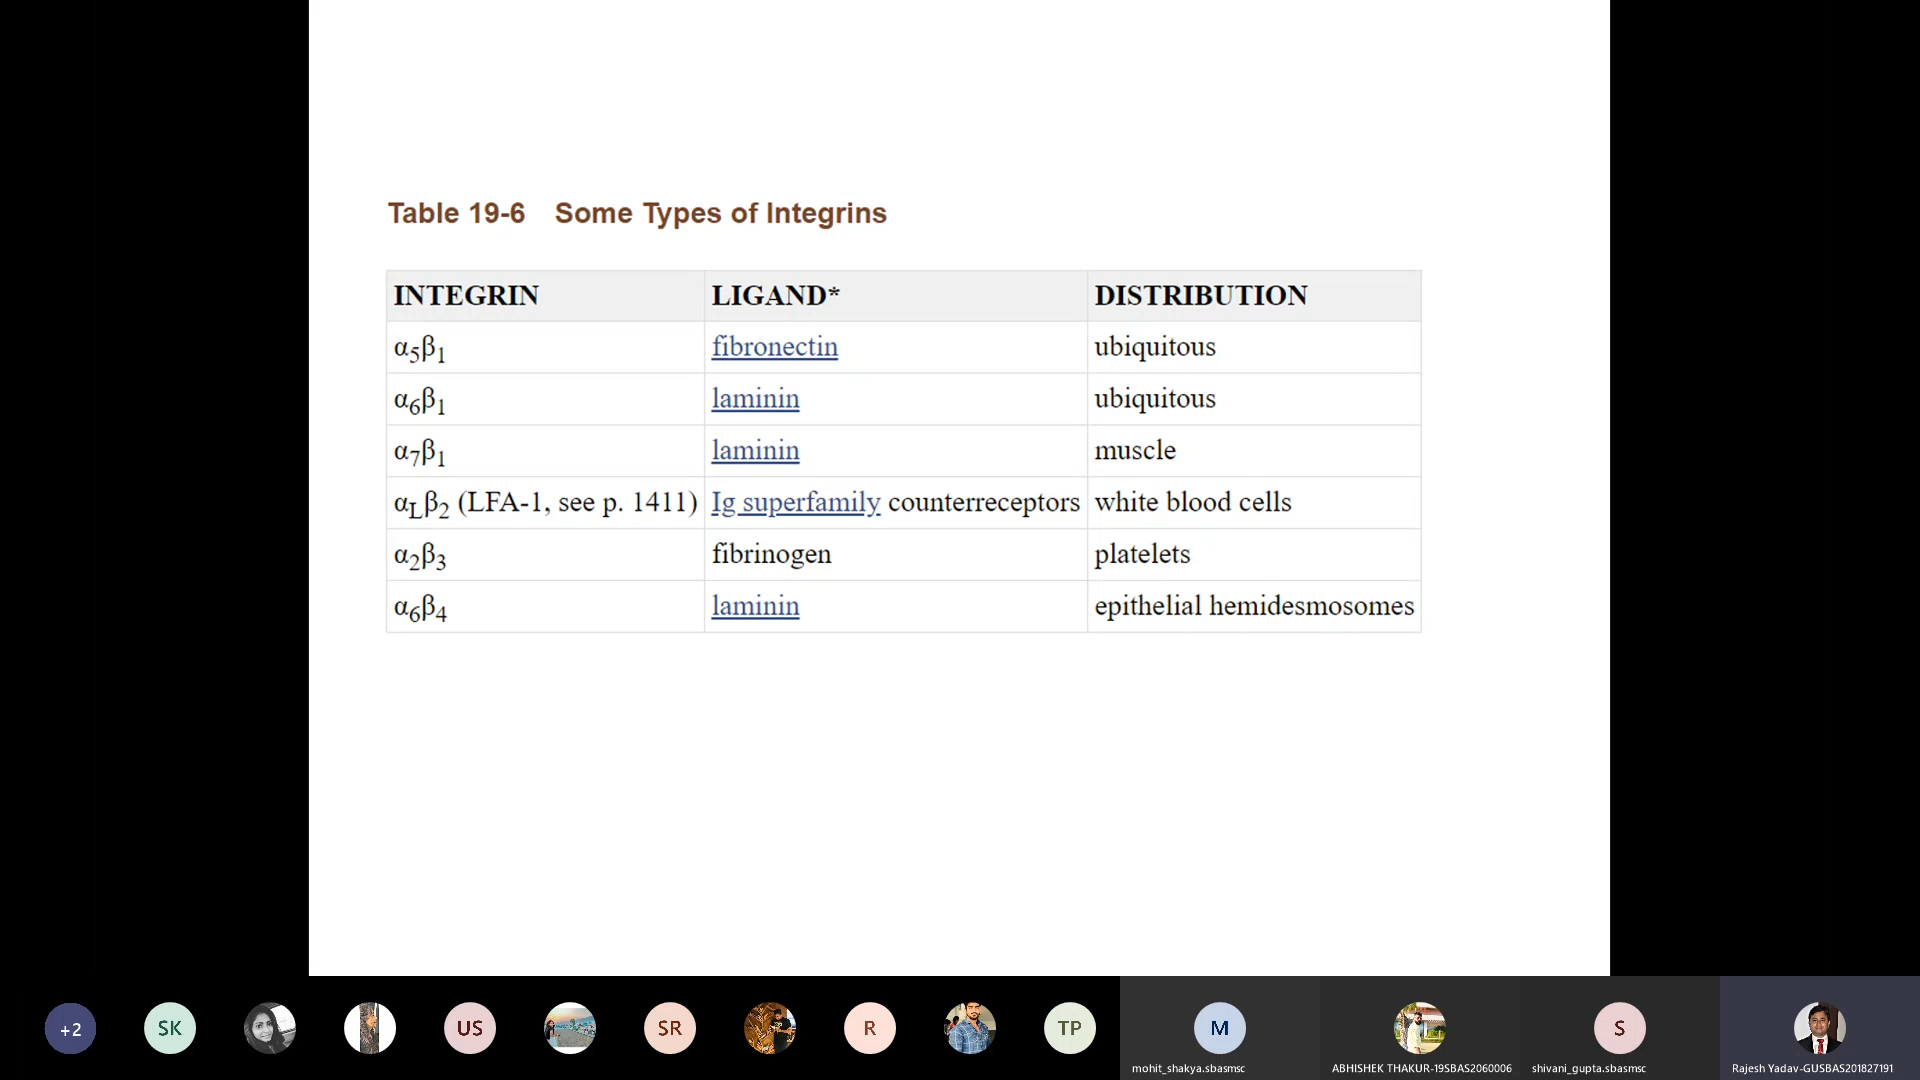 Table 19-6 Some Types of Integrins
INTEGRIN LIGAND* DISTRIBUTION
α5β1 fibronectin ubiquitous
α6β1 laminin ubiquitous
α7β1 laminin muscle
αLβ2 (LFA-1, see p. 1411) Ig superfamily counterreceptors white blood cells
α2β3 fibrinogen platelets
α6β4 laminin epithelial hemidesmosomes
+2 SK US SR R TP M S
mohit_shakya.sbasmsc ABHISHEK THAKUR-19SBAS2060006 shivani_gupta.sbasmsc Rajesh Yadav-GUSBAS201827191